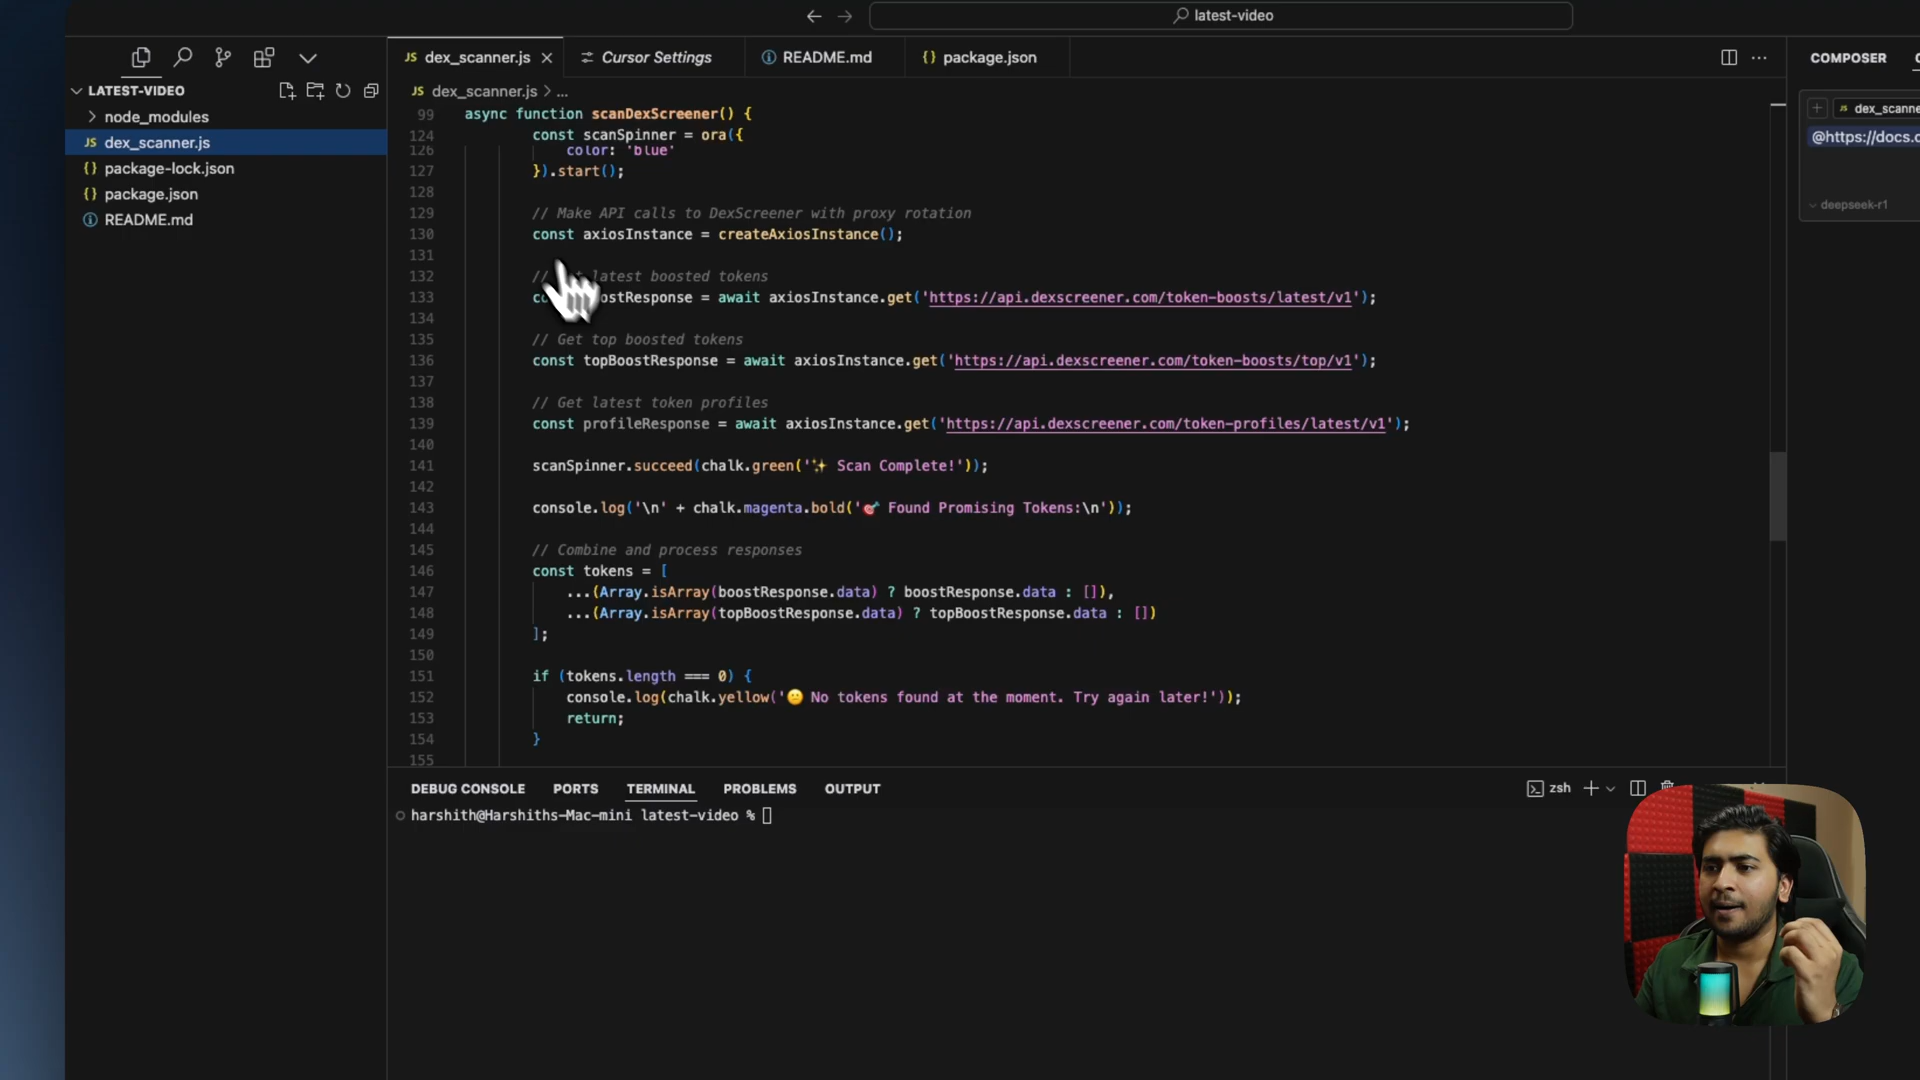 latest-video
dex_scanner.js
Cursor Settings
README.md
package.json
COMPOSER
LATEST-VIDEO
node_modules
dex_scanner.js
package-lock.json
package.json
README.md
dex_scanner.js > ...
99 async function scanDexScreener() {
124 const scanSpinner = ora({
126 color: 'blue'
127 }).start();
128
129 // Make API calls to DexScreener with proxy rotation
130 const axiosInstance = createAxiosInstance();
131
132 // latest boosted tokens
133 ostResponse = await axiosInstance.get('https://api.dexscreener.com/token-boosts/latest/v1');
134
135 // Get top boosted tokens
136 const topBoostResponse = await axiosInstance.get('https://api.dexscreener.com/token-boosts/top/v1');
137
138 // Get latest token profiles
139 const profileResponse = await axiosInstance.get('https://api.dexscreener.com/token-profiles/latest/v1');
140
141 scanSpinner.succeed(chalk.green('✨ Scan Complete!'));
142
143 console.log('\n' + chalk.magenta.bold('🎯 Found Promising Tokens:\n'));
144
145 // Combine and process responses
146 const tokens = [
147 ...(Array.isArray(boostResponse.data) ? boostResponse.data : []),
148 ...(Array.isArray(topBoostResponse.data) ? topBoostResponse.data : [])
149 ];
150
151 if (tokens.length === 0) {
152 console.log(chalk.yellow('😕 No tokens found at the moment. Try again later!'));
153 return;
154 }
155
dex_scanne
@https://docs.c
deepseek-r1
DEBUG CONSOLE
PORTS
TERMINAL
PROBLEMS
OUTPUT
zsh
harshith@Harshiths-Mac-mini latest-video %